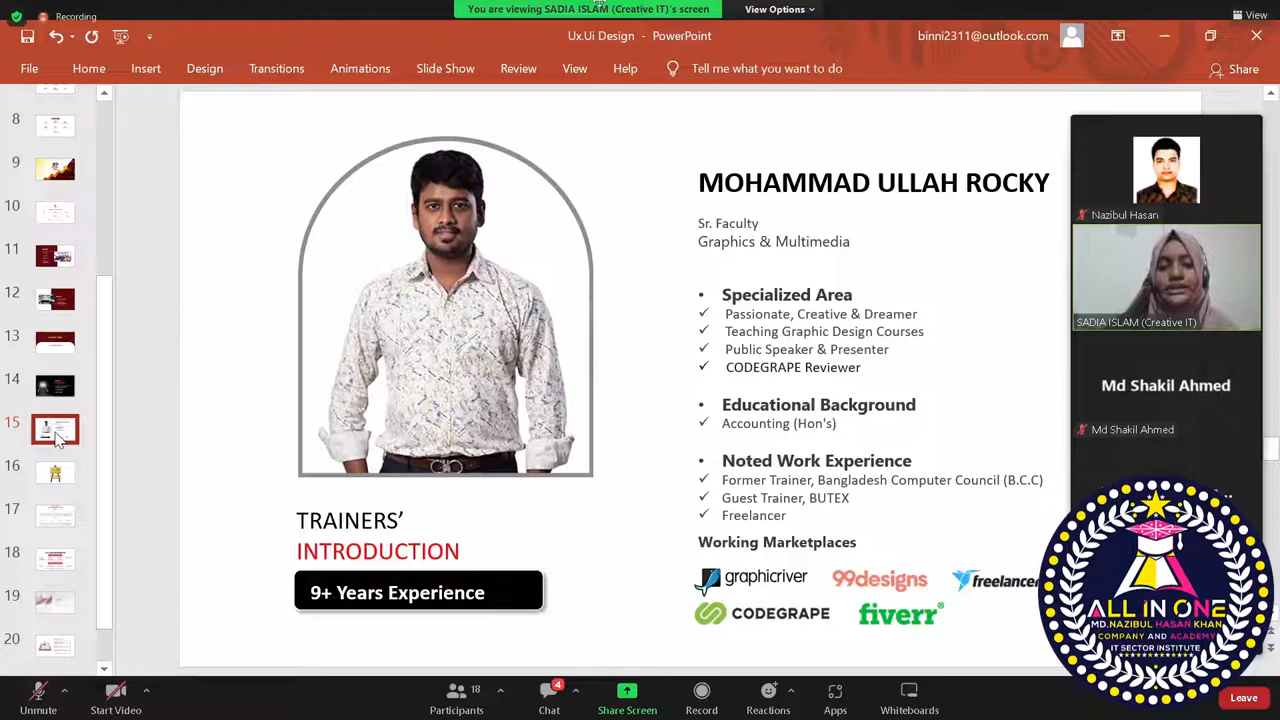 Recording
You are viewing SADIA ISLAM (Creative IT)'s screen
View Options
View
Ux.Ui Design - PowerPoint
binni2311@outlook.com
File
Home
Insert
Design
Transitions
Animations
Slide Show
Review
View
Help
Tell me what you want to do
Share
8
9
10
11
12
13
14
15
16
17
18
19
20
TRAINERS’
INTRODUCTION
9+ Years Experience
MOHAMMAD ULLAH ROCKY
Sr. Faculty
Graphics & Multimedia
• Specialized Area
✓ Passionate, Creative & Dreamer
✓ Teaching Graphic Design Courses
✓ Public Speaker & Presenter
✓ CODEGRAPE Reviewer
• Educational Background
✓ Accounting (Hon's)
• Noted Work Experience
✓ Former Trainer, Bangladesh Computer Council (B.C.C)
✓ Guest Trainer, BUTEX
✓ Freelancer
Working Marketplaces
graphicriver
99designs
freelancer
CODEGRAPE
fiverr®
Nazibul Hasan
SADIA ISLAM (Creative IT)
Md Shakil Ahmed
Md Shakil Ahmed
ALL IN ONE
MD.NAZIBUL HASAN KHAN
COMPANY AND ACADEMY
IT SECTOR INSTITUTE
Unmute
Start Video
Participants
18
Chat
4
Share Screen
Record
Reactions
Apps
Whiteboards
Leave